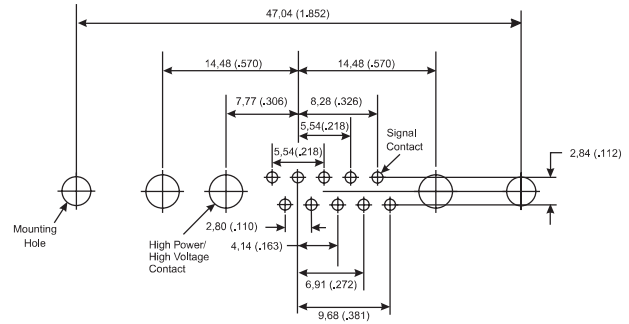 47,04 (1.852)
14,48 (.570)
14,48 (.570)
7,77 (.306)
8,28 (.326)
5,54(.218)
5,54(.218)
Signal
Contact
2,84 (.112)
Mounting
Hole
High Power/
High Voltage
Contact
2,80 (.110)
4,14 (.163)
6,91 (.272)
9,68 (.381)